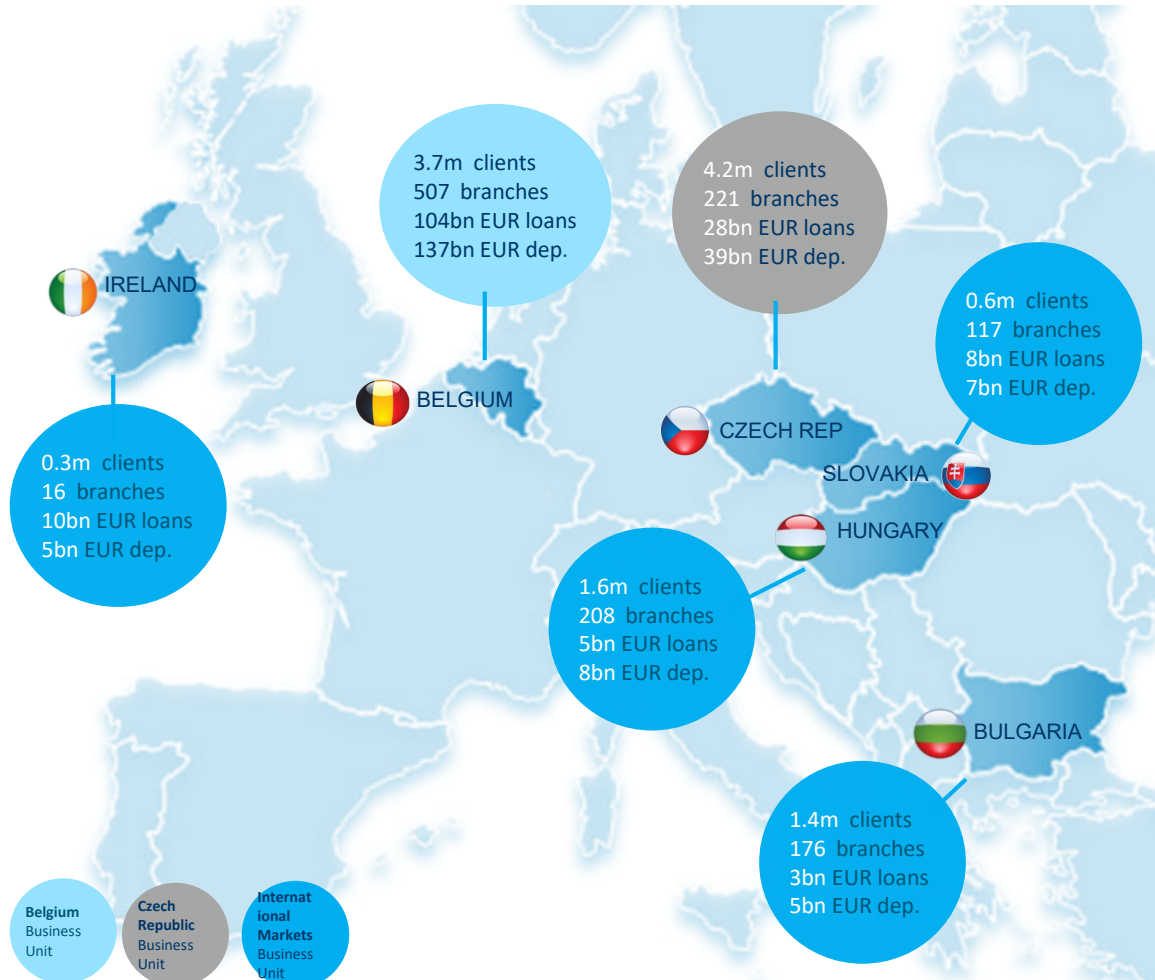 3.7m clients
507 branches
104bn EUR loans
137bn EUR dep.
4.2m clients
221 branches
28bn EUR loans
39bn EUR dep.
0.6m clients
117 branches
8bn EUR loans
7bn EUR dep.
IRELAND
BELGIUM
CZECH REP
SLOVAKIA
HUNGARY
0.3m clients
16 branches
10bn EUR loans
5bn EUR dep.
1.6m clients
208 branches
5bn EUR loans
8bn EUR dep.
BULGARIA
1.4m clients
176 branches
3bn EUR loans
5bn EUR dep.
Belgium
Business
Unit
Czech
Republic
Business
Unit
Internat
ional
Markets
Business
Unit